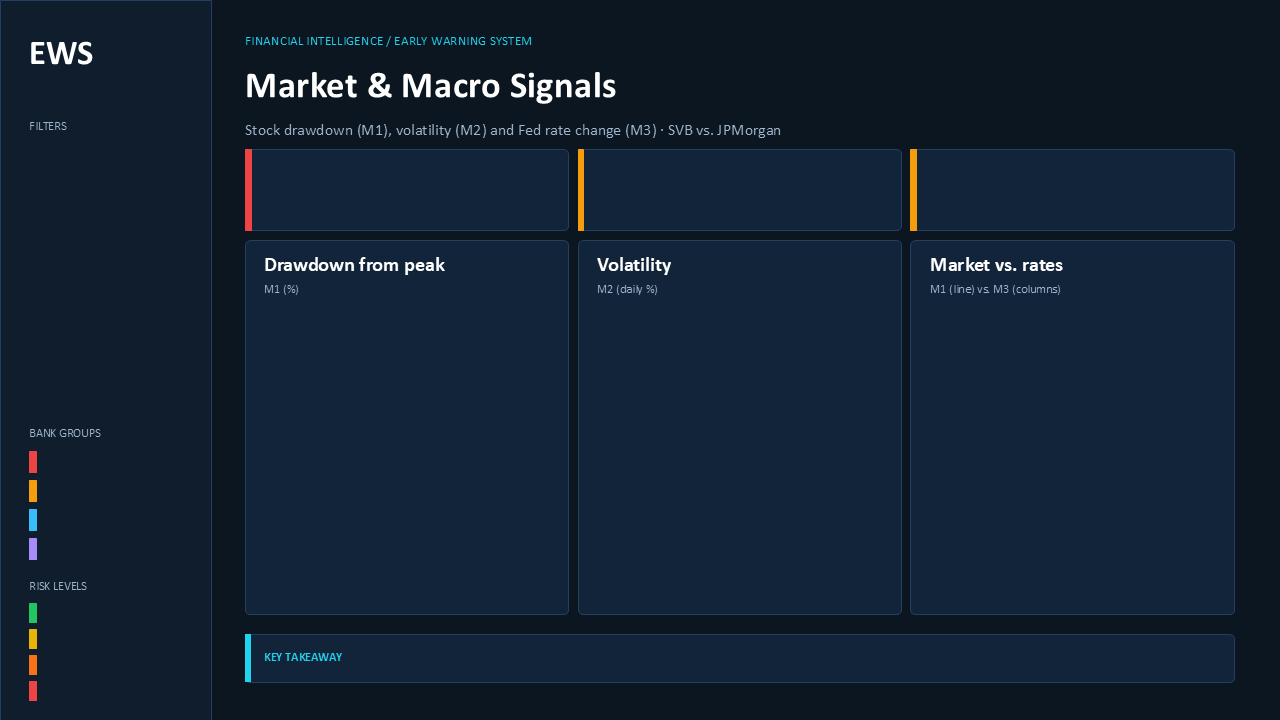 EWS
FILTERS
BANK GROUPS
RISK LEVELS
FINANCIAL INTELLIGENCE / EARLY WARNING SYSTEM
Market & Macro Signals
Stock drawdown (M1), volatility (M2) and Fed rate change (M3) · SVB vs. JPMorgan
Drawdown from peak
M1 (%)
Volatility
M2 (daily %)
Market vs. rates
M1 (line) vs. M3 (columns)
KEY TAKEAWAY